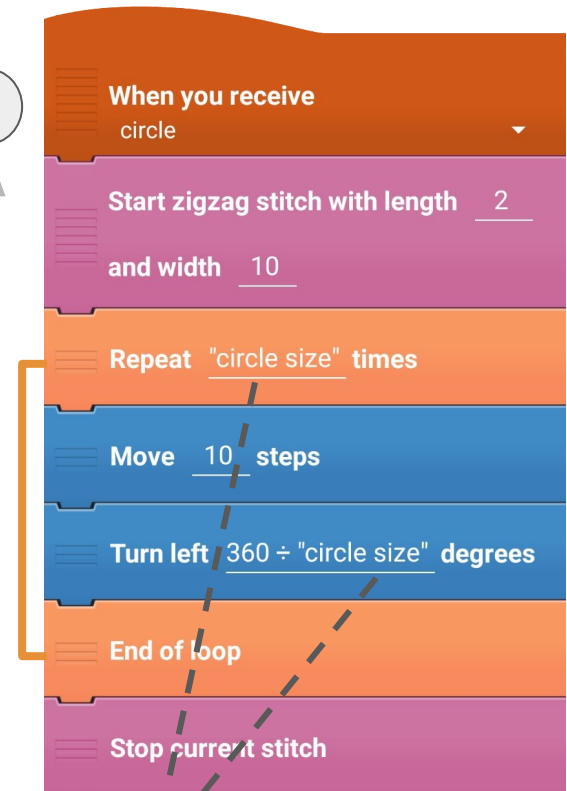 When you receive
circle
Start zigzag stitch with length 2
and width 10
Repeat "circle size" times
Move 10 steps
Turn left 360 ÷ "circle size" degrees
End of loop
Stop current stitch